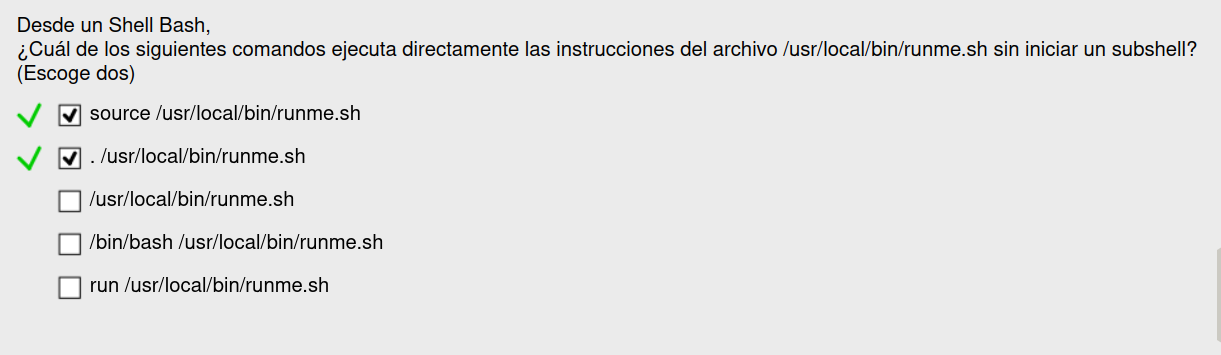 Desde un Shell Bash,
¿Cuál de los siguientes comandos ejecuta directamente las instrucciones del archivo /usr/local/bin/runme.sh sin iniciar un subshell?
(Escoge dos)
source /usr/local/bin/runme.sh
. /usr/local/bin/runme.sh
/usr/local/bin/runme.sh
/bin/bash /usr/local/bin/runme.sh
run /usr/local/bin/runme.sh